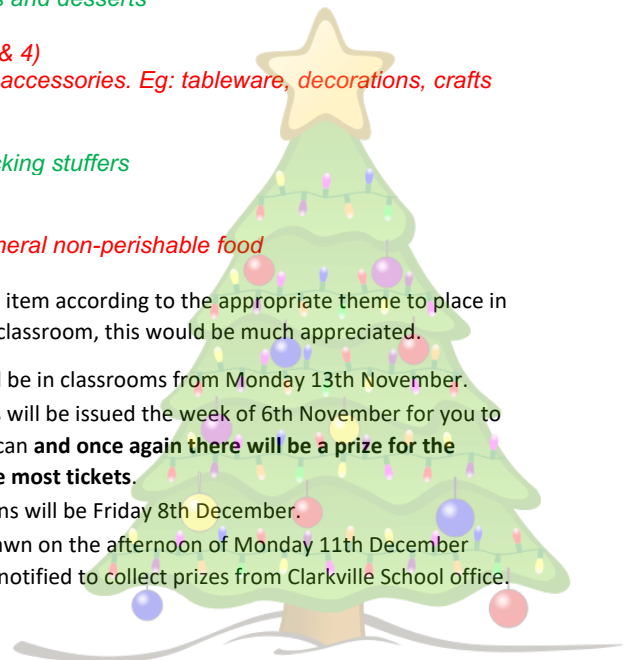 and desserts
& 4)
accessories. Eg: tableware, decorations, crafts
stuffers
non-perishable food
item according to the appropriate theme to place in
classroom, this would be much appreciated.
be in classrooms from Monday 13th November.
will be issued the week of 6th November for you to
can and once again there will be a prize for the
most tickets.
will be Friday 8th December.
on the afternoon of Monday 11th December
notified to collect prizes from Clarkville School office.